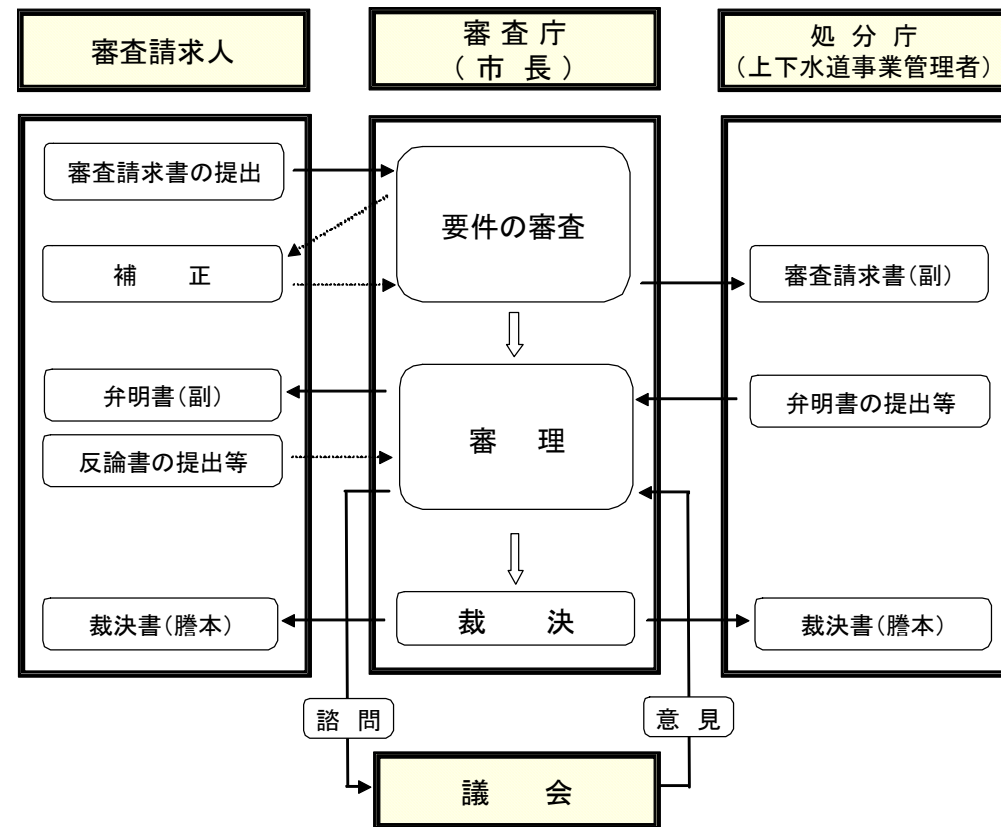 審査請求人
審査庁
(市長)
処分庁
(上下水道事業管理者)
審査請求書の提出
要件の審査
補正
審査請求書(副)
弁明書(副)
審理
弁明書の提出等
反論書の提出等
裁決書(謄本)
裁決
裁決書(謄本)
諮問
意見
議会